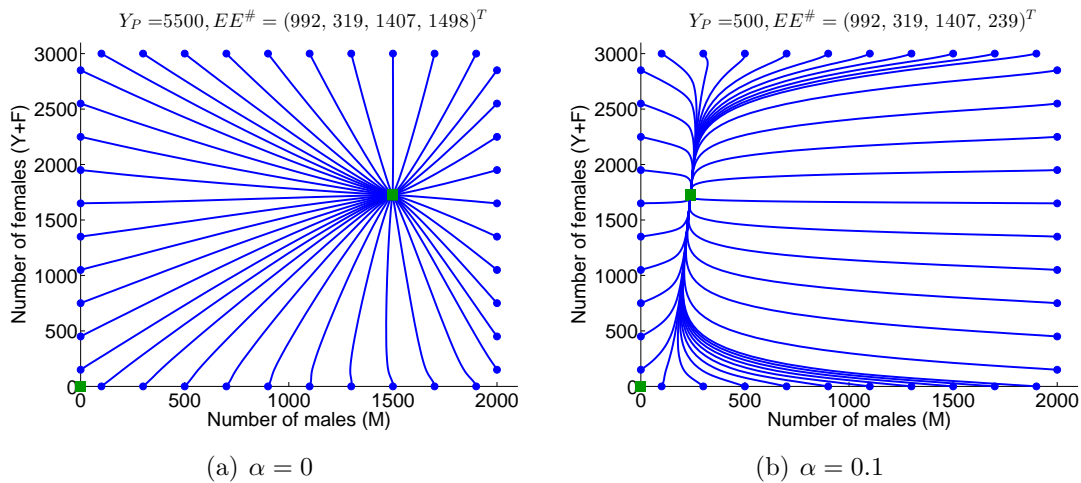 Y_P =5500, EE^# = (992, 319, 1407, 1498)^T
Number of females (Y+F)
3000
2500
2000
1500
1000
500
0
0 500 1000 1500 2000
Number of males (M)
(a) α = 0
Y_P =500, EE^# = (992, 319, 1407, 239)^T
Number of females (Y+F)
3000
2500
2000
1500
1000
500
0
0 500 1000 1500 2000
Number of males (M)
(b) α = 0.1